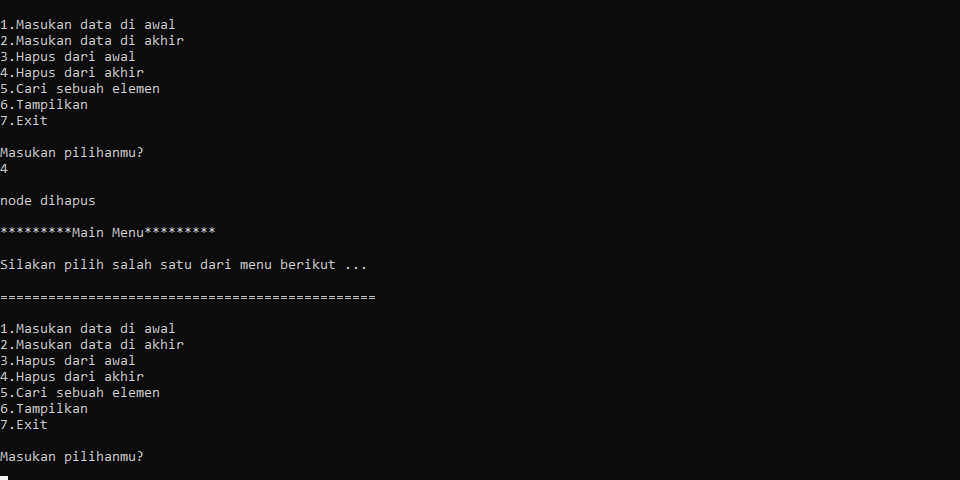 1.Masukan data di awal
2.Masukan data di akhir
3.Hapus dari awal
4.Hapus dari akhir
5.Cari sebuah elemen
6.Tampilkan
7.Exit
Masukan pilihanmu?
4
node dihapus
*********Main Menu*********
Silakan pilih salah satu dari menu berikut ...
===============================================
1.Masukan data di awal
2.Masukan data di akhir
3.Hapus dari awal
4.Hapus dari akhir
5.Cari sebuah elemen
6.Tampilkan
7.Exit
Masukan pilihanmu?